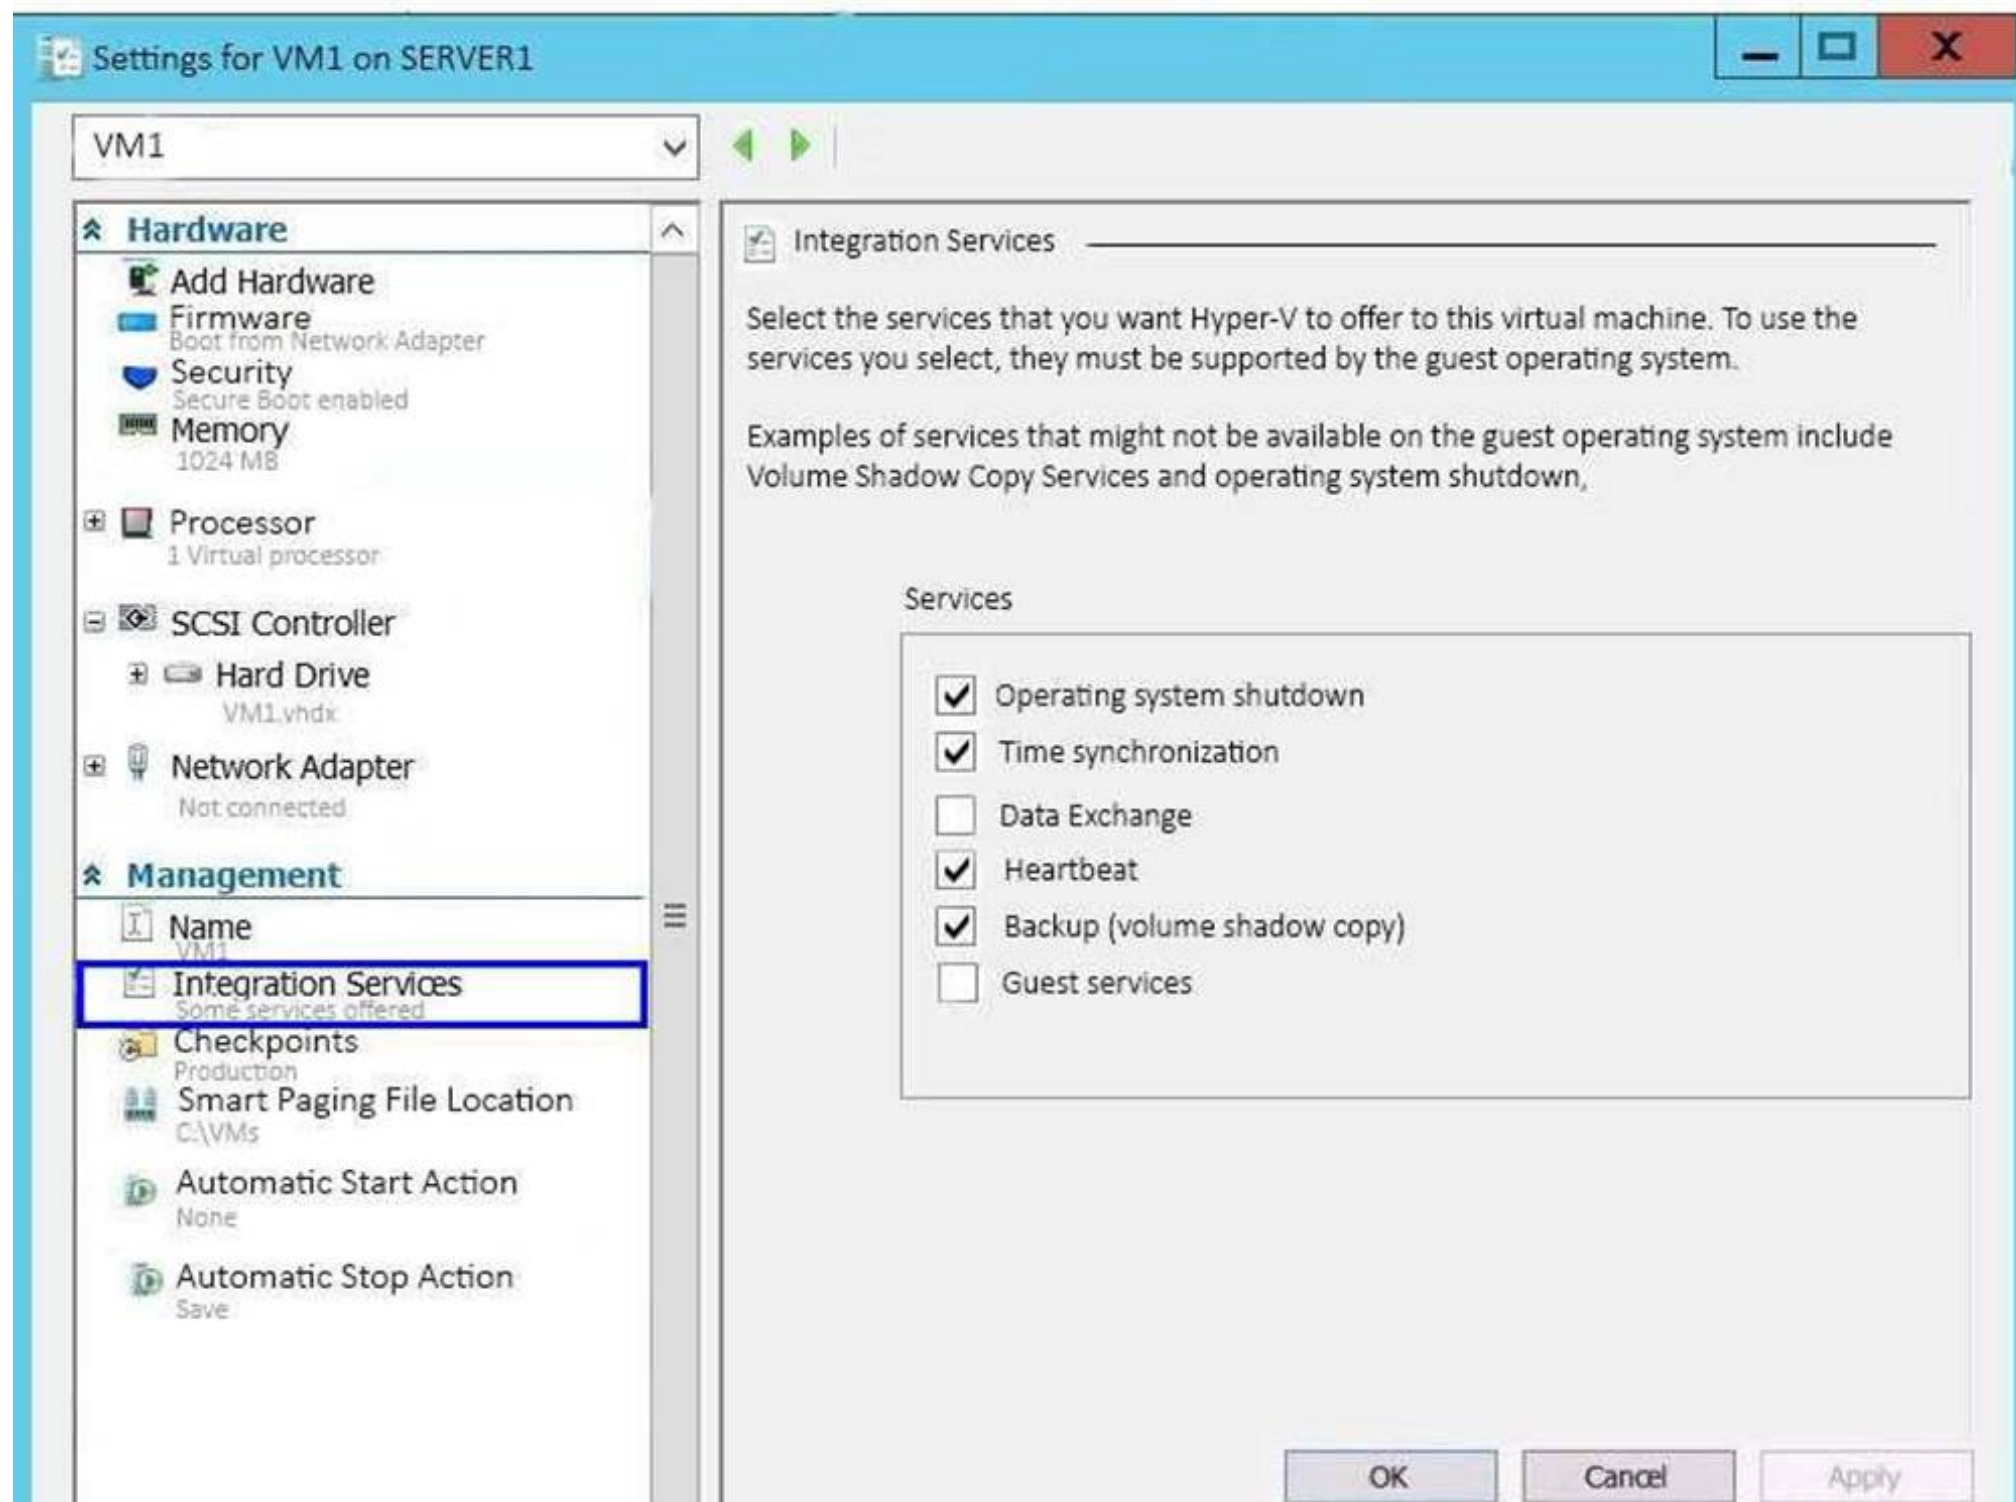 Settings for VM1 on SERVER1
VM1
Hardware
Add Hardware
Firmware
Boot from Network Adapter
Security
Secure Boot enabled
Memory
1024 MB
Processor
1 Virtual processor
SCSI Controller
Hard Drive
VM1.vhdx
Network Adapter
Not connected
Management
Name
VM1
Integration Services
Some services offered
Checkpoints
Production
Smart Paging File Location
C:\VMs
Automatic Start Action
None
Automatic Stop Action
Save
Integration Services
Select the services that you want Hyper-V to offer to this virtual machine. To use the
services you select, they must be supported by the guest operating system.
Examples of services that might not be available on the guest operating system include
Volume Shadow Copy Services and operating system shutdown,
Services
Operating system shutdown
Time synchronization
Data Exchange
Heartbeat
Backup (volume shadow copy)
Guest services
OK
Cancel
Apply